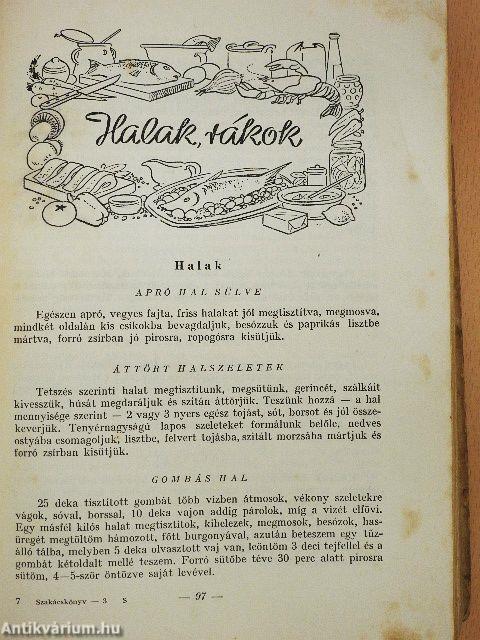 Halak, rákok
Halak
APRÓ HAL SÜLVE
Egészen apró, vegyes fajta, friss halakat jól megtisztítva, megmosva,
mindkét oldalán kis csíkokba bevagdaljuk, besózzuk és paprikás lisztbe
mártva, forró zsírban jó pirosra, ropogósra kisütjük.
ÁTTÖRT HALSZELETEK
Tetszés szerinti halat megtisztítunk, megsütünk, gerincét, szálkáit
kivesszük, húsát megdaráljuk és szitán áttörjük. Teszünk hozzá — a hal
mennyisége szerint — 2 vagy 3 nyers egész tojást, sót, borsot és jól össze-
keverjük. Tenyérnagyságú lapos szeleteket formálunk belőle, nedves
ostyába csomagoljuk, lisztbe, felvert tojásba, szitált morzsába mártjuk és
forró zsírban kisütjük.
GOMBÁS HAL
25 deka tisztított gombát több vízben átmosok, vékony szeletekre
vágok, sóval, borssal, 10 deka vajon addig párolok, míg a vizét elfövi.
Egy másfél kilós halat megtisztítok, kibelezek, megmosok, besózok, has-
üregét megtöltöm hámozott, főtt burgonyával, azután beteszem egy tűz-
álló tálba, melyben 5 deka olvasztott vaj van, leöntöm 3 deci tejfellel és a
gombát kétoldalt mellé teszem. Forró sütőbe téve 30 perc alatt pirosra
sütöm, 4—5-ször öntözve saját levével.
7 Szakácskönyv — 3 S
— 97 —
Antikvárium.hu